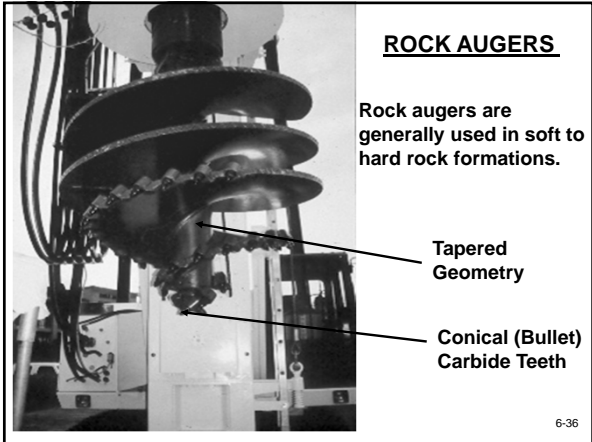 ROCK AUGERS
Rock augers are
generally used in soft to
hard rock formations.
Tapered
Geometry
Conical (Bullet)
Carbide Teeth
6-36